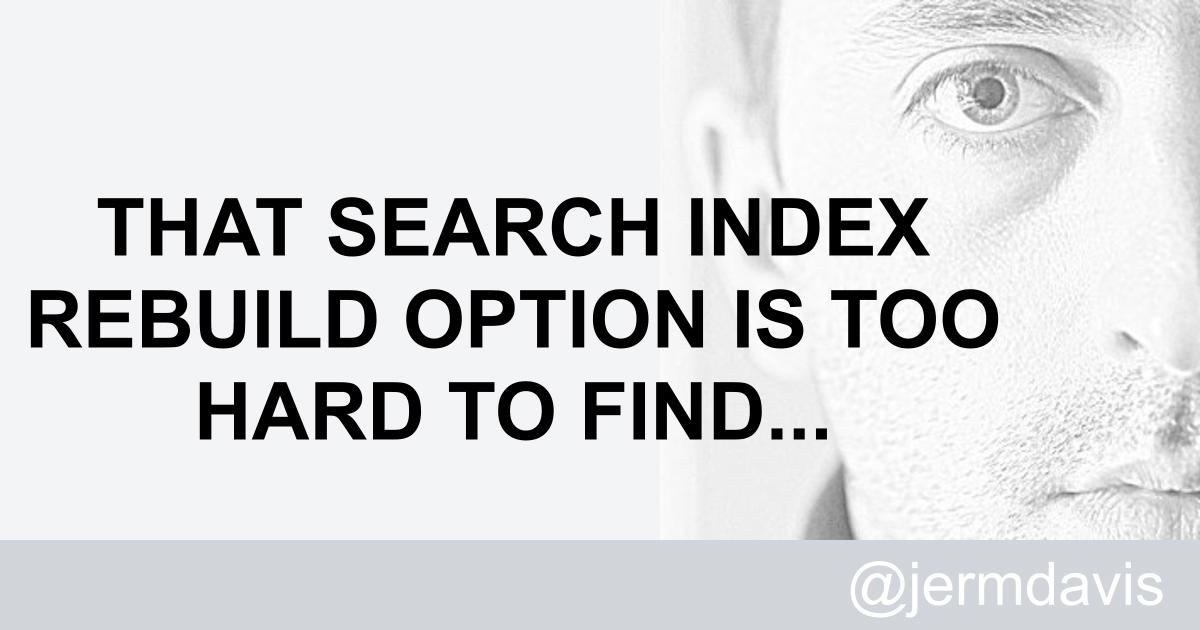 THAT SEARCH INDEX
REBUILD OPTION IS TOO
HARD TO FIND...
@jermdavis